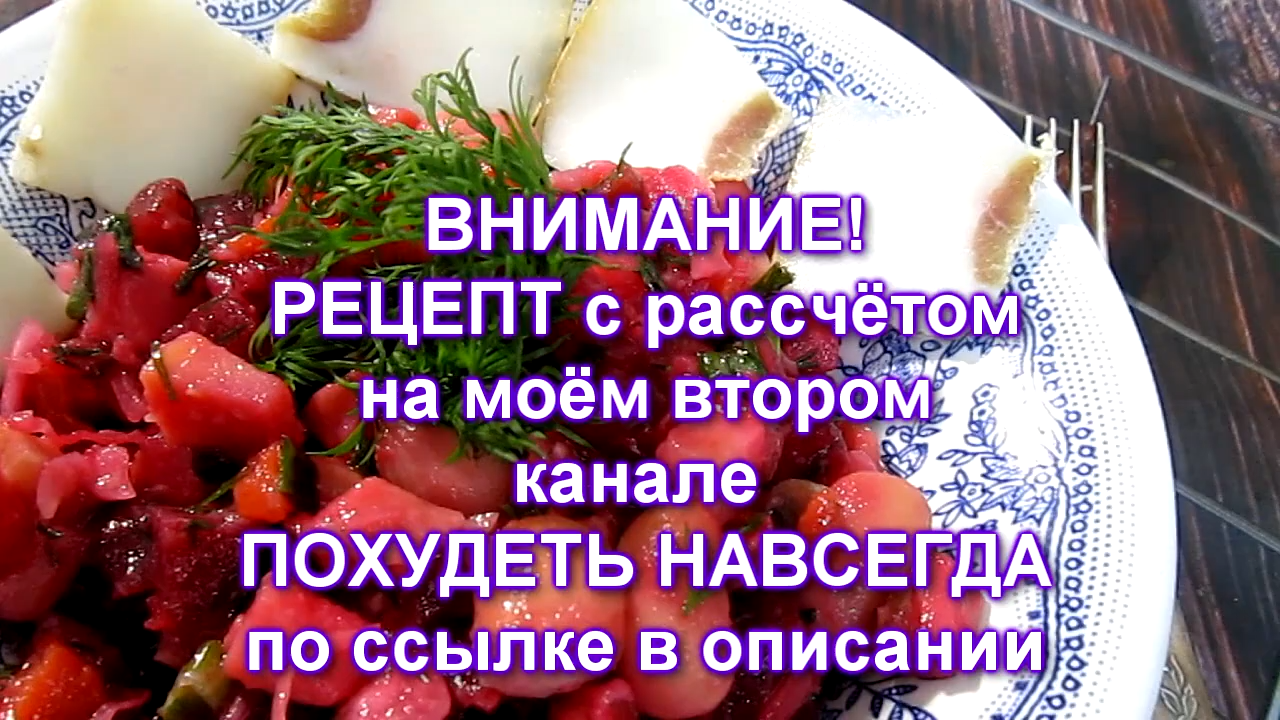 ВНИМАНИЕ!
РЕЦЕПТ с рассчётом
на моём втором
канале
ПОХУДЕТЬ НАВСЕГДА
по ссылке в описании